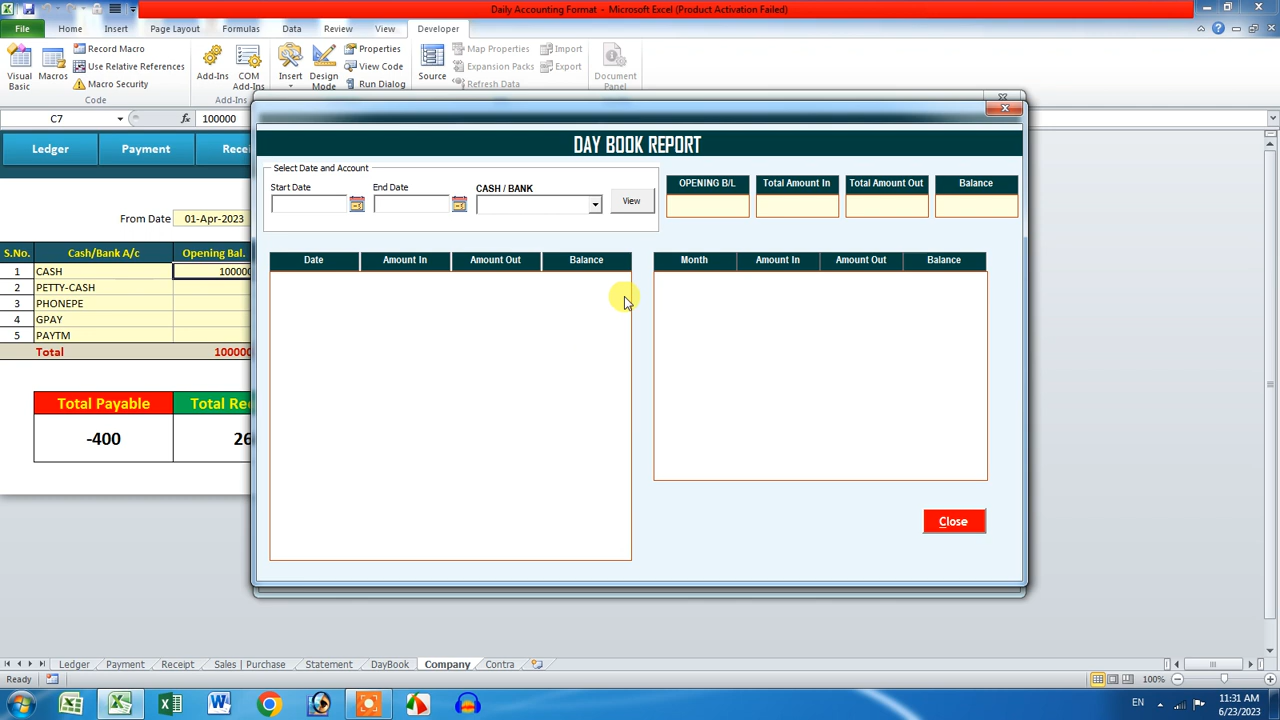 Daily Accounting Format - Microsoft Excel (Product Activation Failed)
File Home Insert Page Layout Formulas Data Review View Developer
Visual Basic
Macros
Record Macro
Use Relative References
Macro Security
Code
Add-Ins
COM Add-Ins
Add-Ins
Insert
Design Mode
Properties
View Code
Run Dialog
Source
Map Properties
Expansion Packs
Refresh Data
Import
Export
Document Panel
C7 fx 100000
Ledger Payment
From Date 01-Apr-2023
S.No. Cash/Bank A/c Opening Bal.
1 CASH
2 PETTY-CASH
3 PHONEPE
4 GPAY
5 PAYTM
Total
Total Payable Total
-400
DAY BOOK REPORT
Select Date and Account
Start Date End Date CASH / BANK
View
OPENING B/L Total Amount In Total Amount Out Balance
Date Amount In Amount Out Balance
Month Amount In Amount Out Balance
Close
Ledger Payment Receipt Sales | Purchase Statement DayBook Company Contra
Ready
100%
EN
11:31 AM
6/23/2023